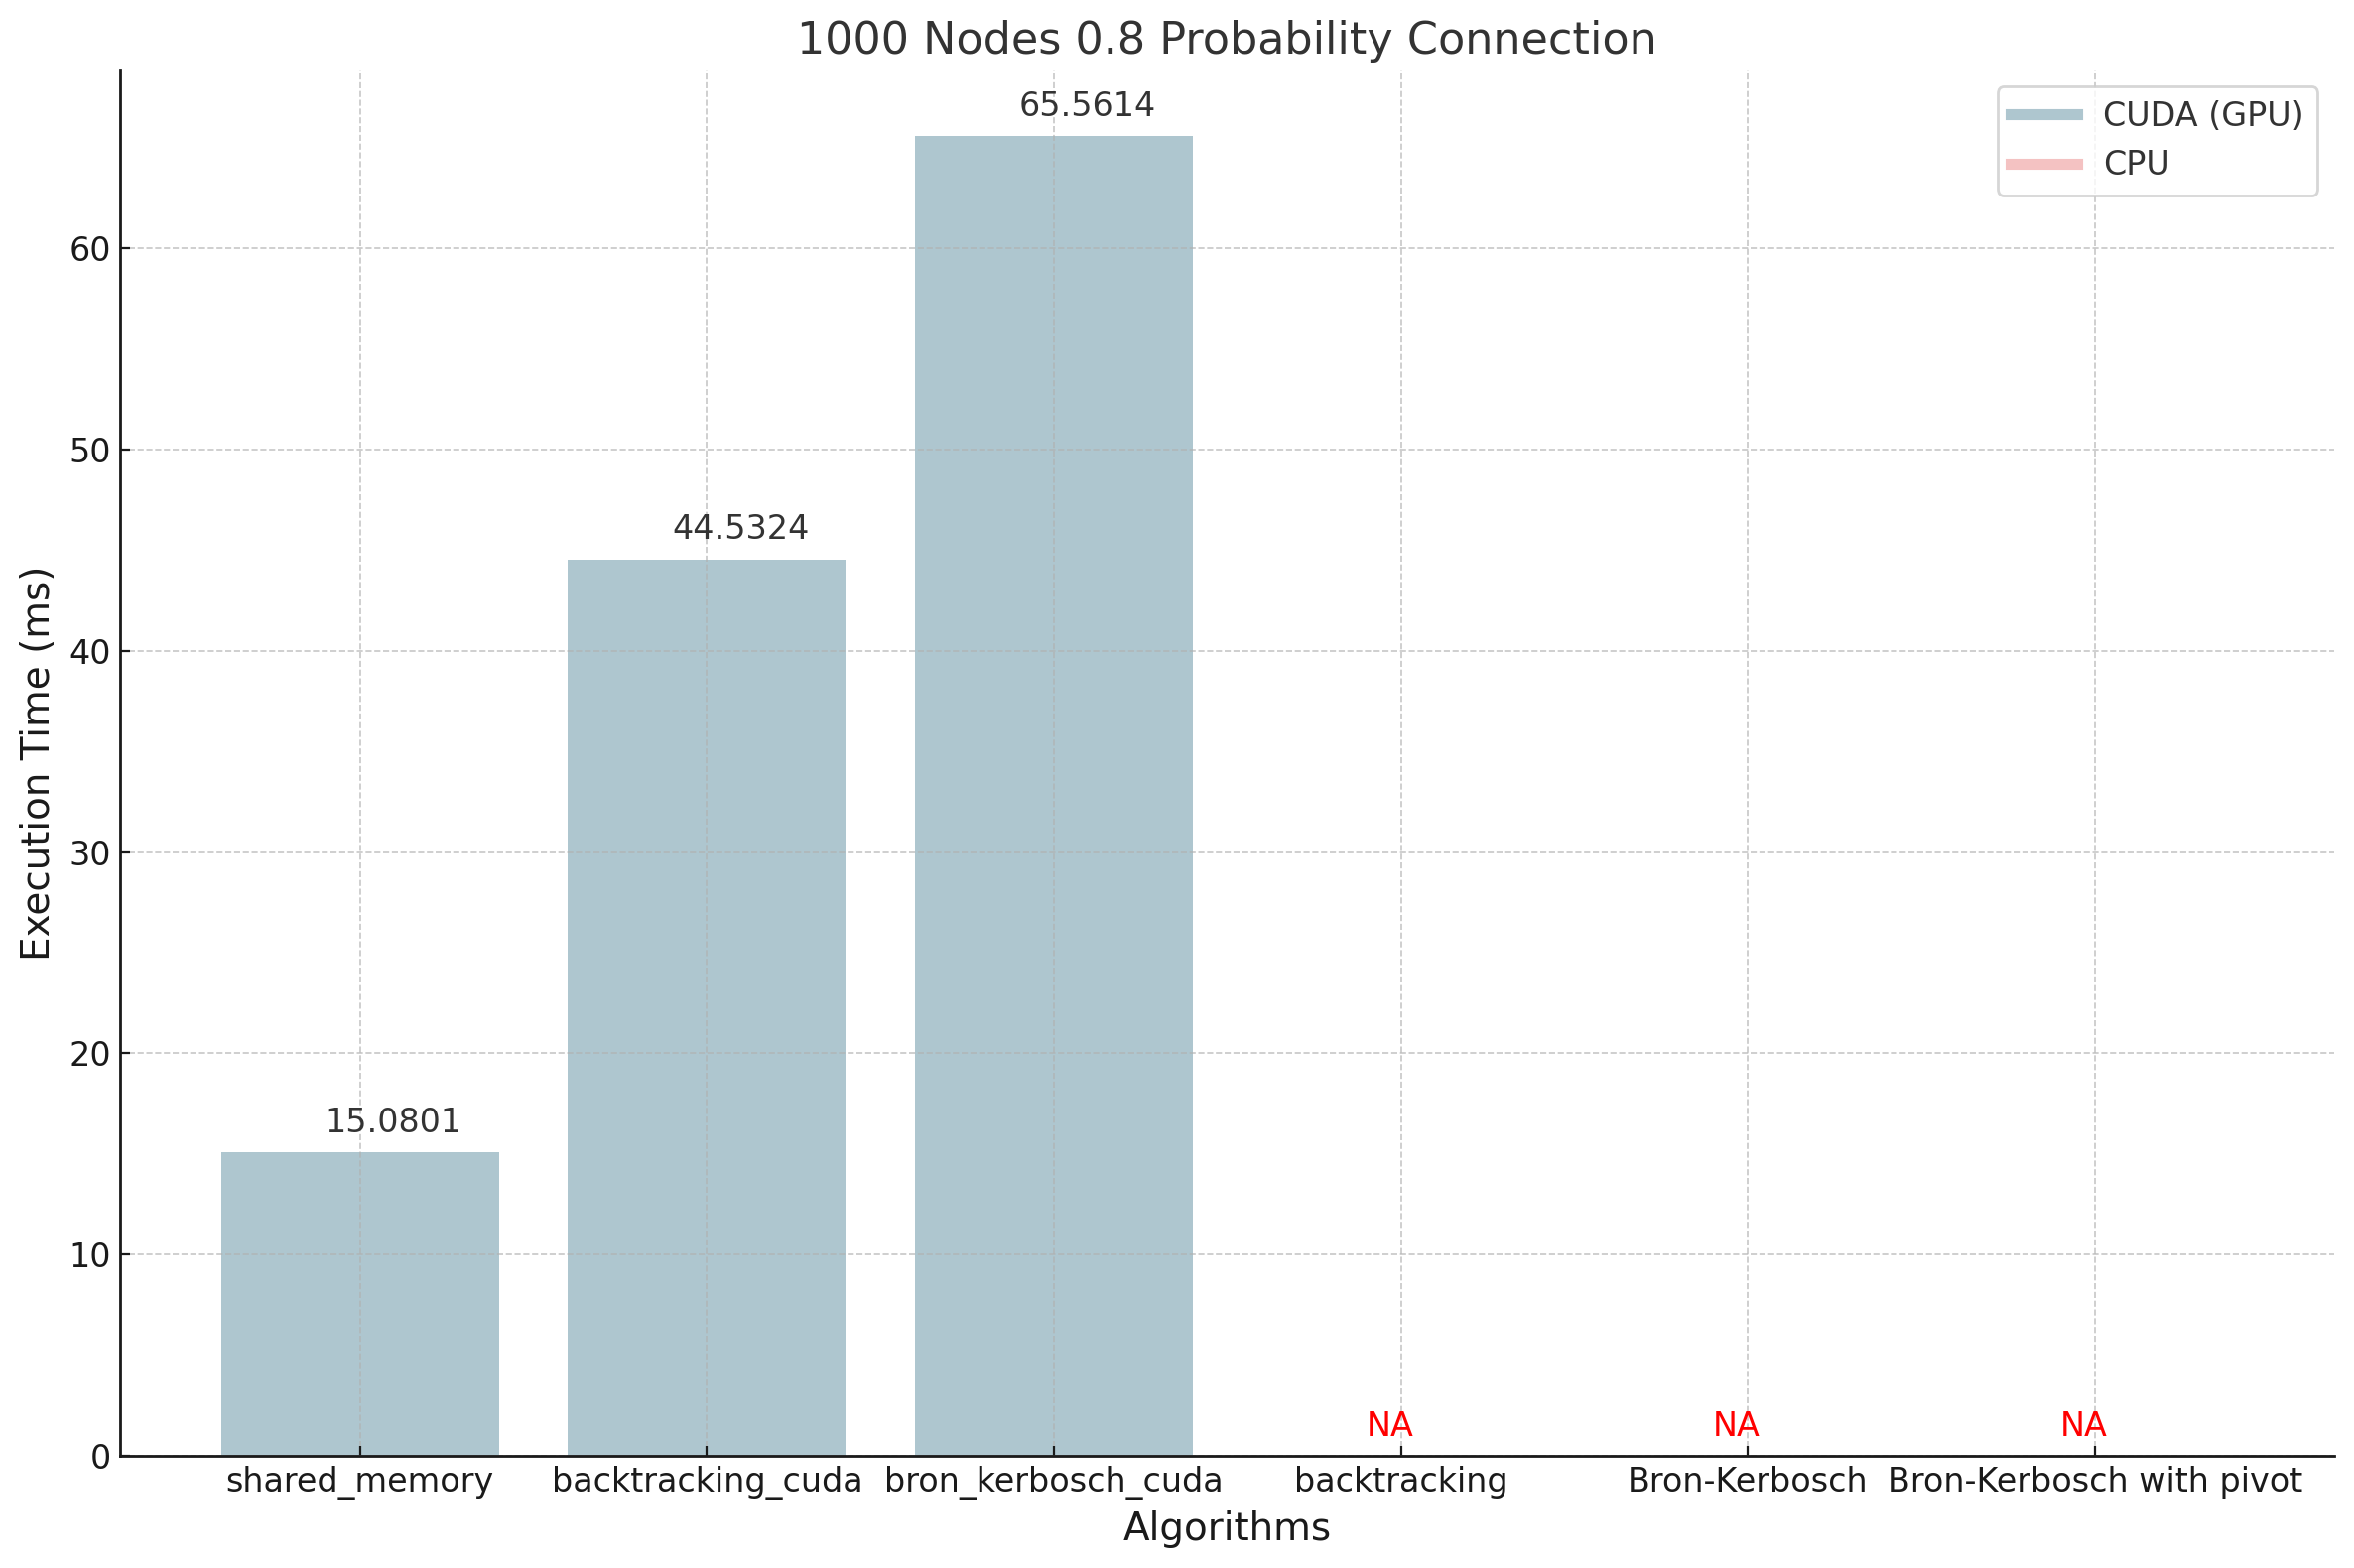 1000 Nodes 0.8 Probability Connection
CUDA (GPU)
CPU
65.5614
44.5324
15.0801
NA NA NA
Execution Time (ms)
60
50
40
30
20
10
0
shared_memory backtracking_cuda bron_kerbosch_cuda backtracking Bron-Kerbosch Bron-Kerbosch with pivot
Algorithms